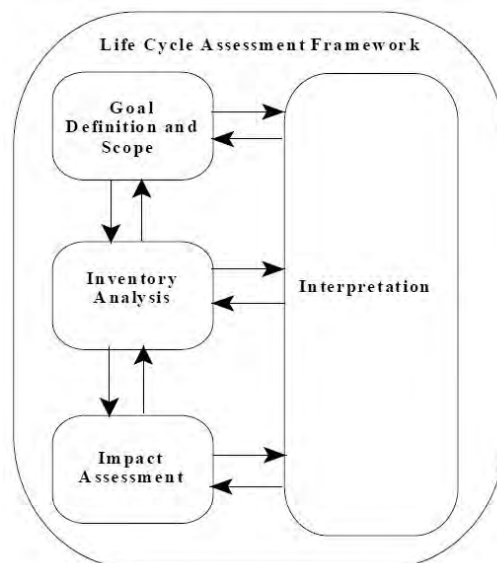 Life Cycle Assessment Framework
Goal
Definition and
Scope
Inventory
Analysis
Interpretation
Impact
Assessment